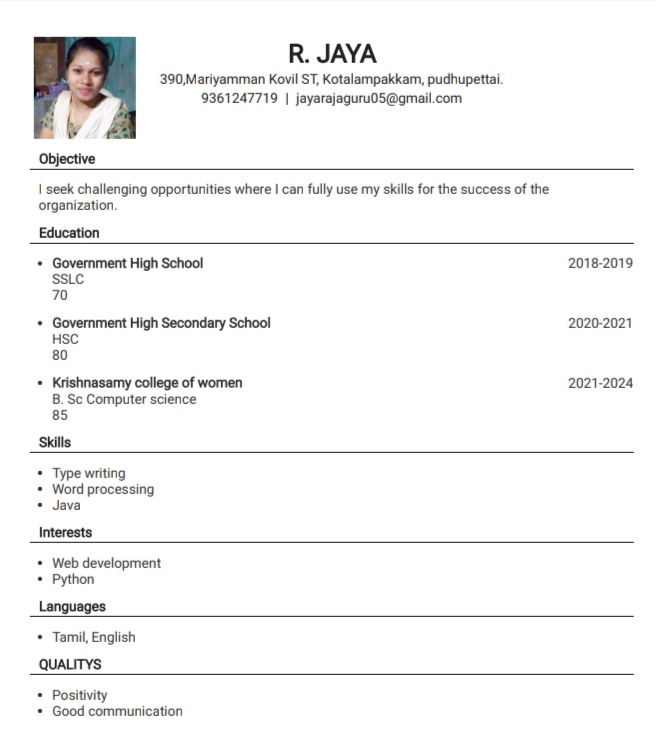 R. JAYA
390,Mariyamman Kovil ST, Kotalampakkam, pudhupettai.
9361247719 | jayarajaguru05@gmail.com
Objective
I seek challenging opportunities where I can fully use my skills for the success of the
organization.
Education
• Government High School 2018-2019
SSLC
70
• Government High Secondary School 2020-2021
HSC
80
• Krishnasamy college of women 2021-2024
B. Sc Computer science
85
Skills
• Type writing
• Word processing
• Java
Interests
• Web development
• Python
Languages
• Tamil, English
QUALITYS
• Positivity
• Good communication